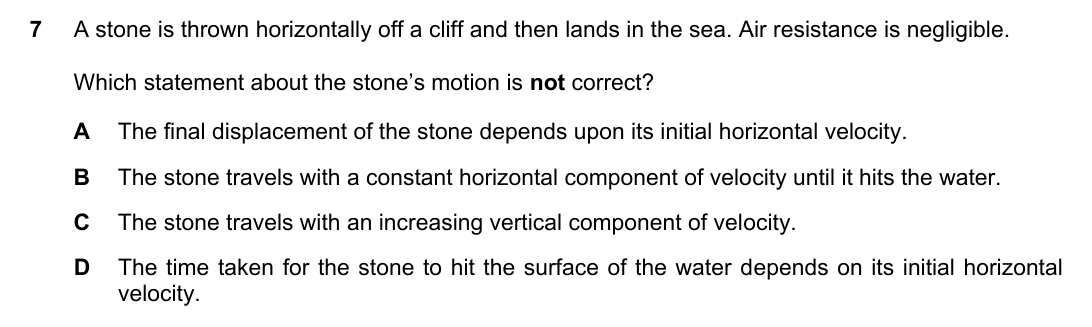 7 A stone is thrown horizontally off a cliff and then lands in the sea. Air resistance is negligible.
Which statement about the stone’s motion is not correct?
A The final displacement of the stone depends upon its initial horizontal velocity.
B The stone travels with a constant horizontal component of velocity until it hits the water.
C The stone travels with an increasing vertical component of velocity.
D The time taken for the stone to hit the surface of the water depends on its initial horizontal
velocity.